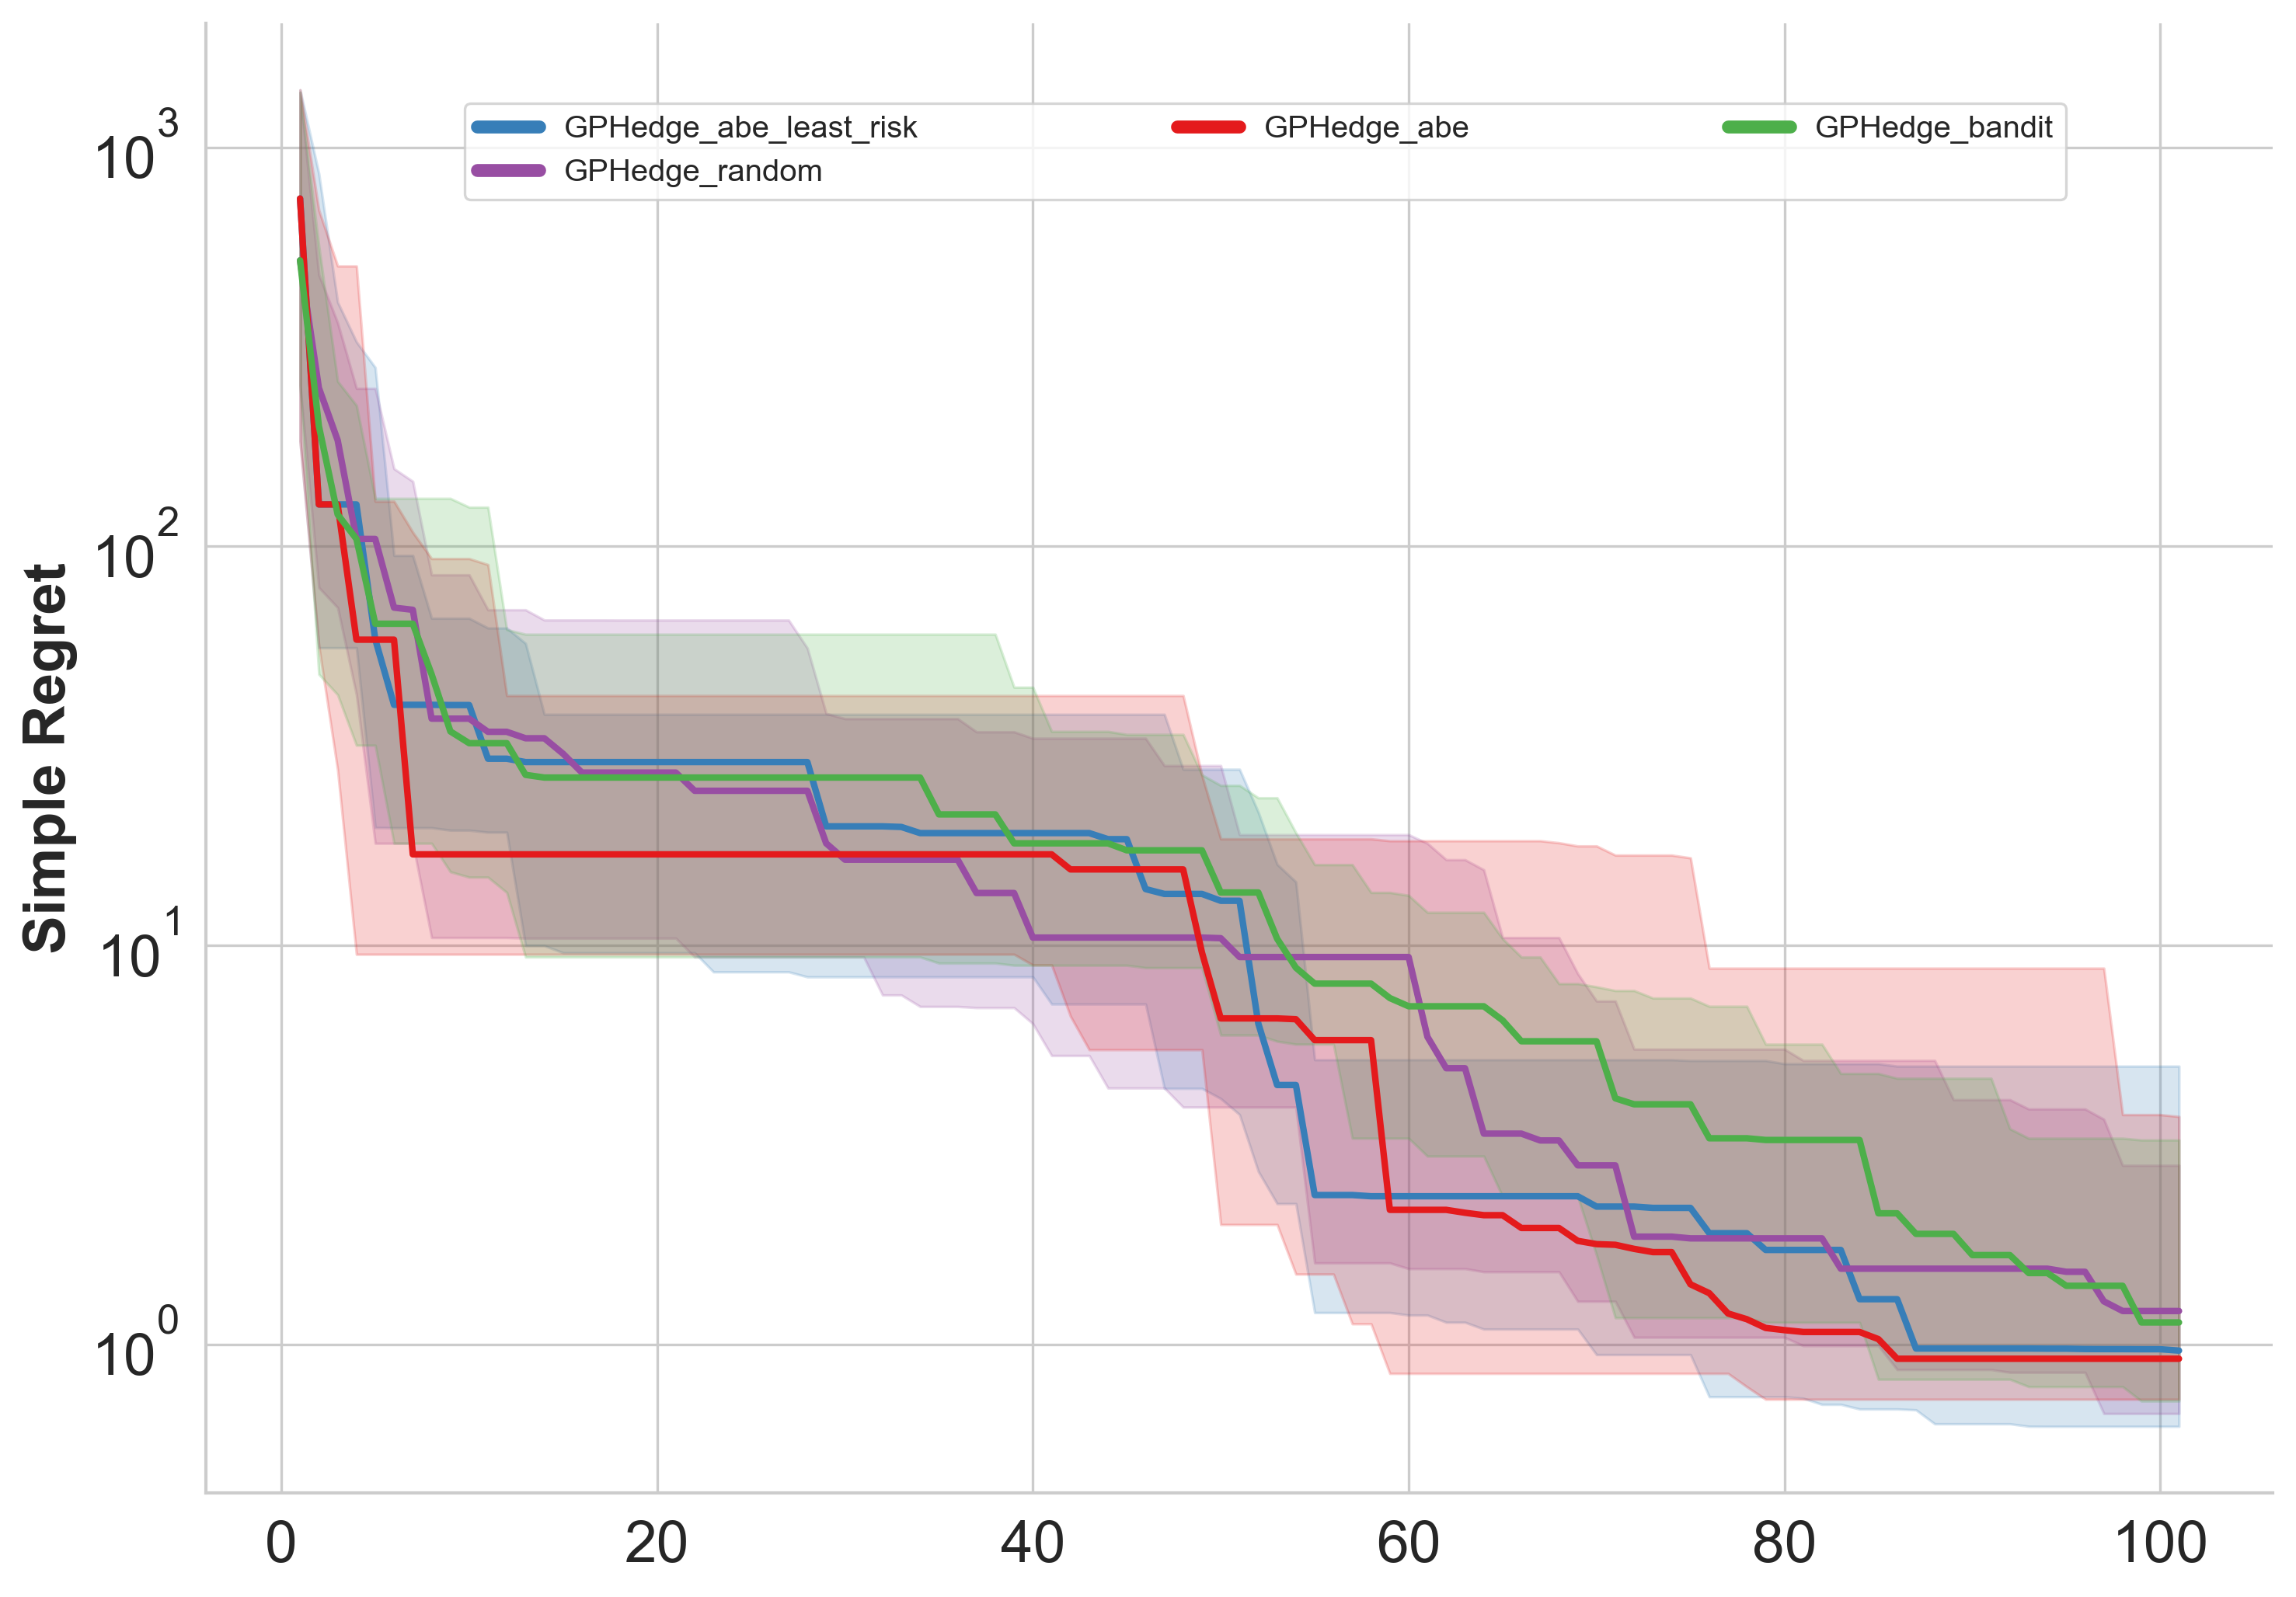 GPHedge_abe_least_risk GPHedge_abe GPHedge_bandit
GPHedge_random
10^3
10^2
10^1
10^0
Simple Regret
0 20 40 60 80 100